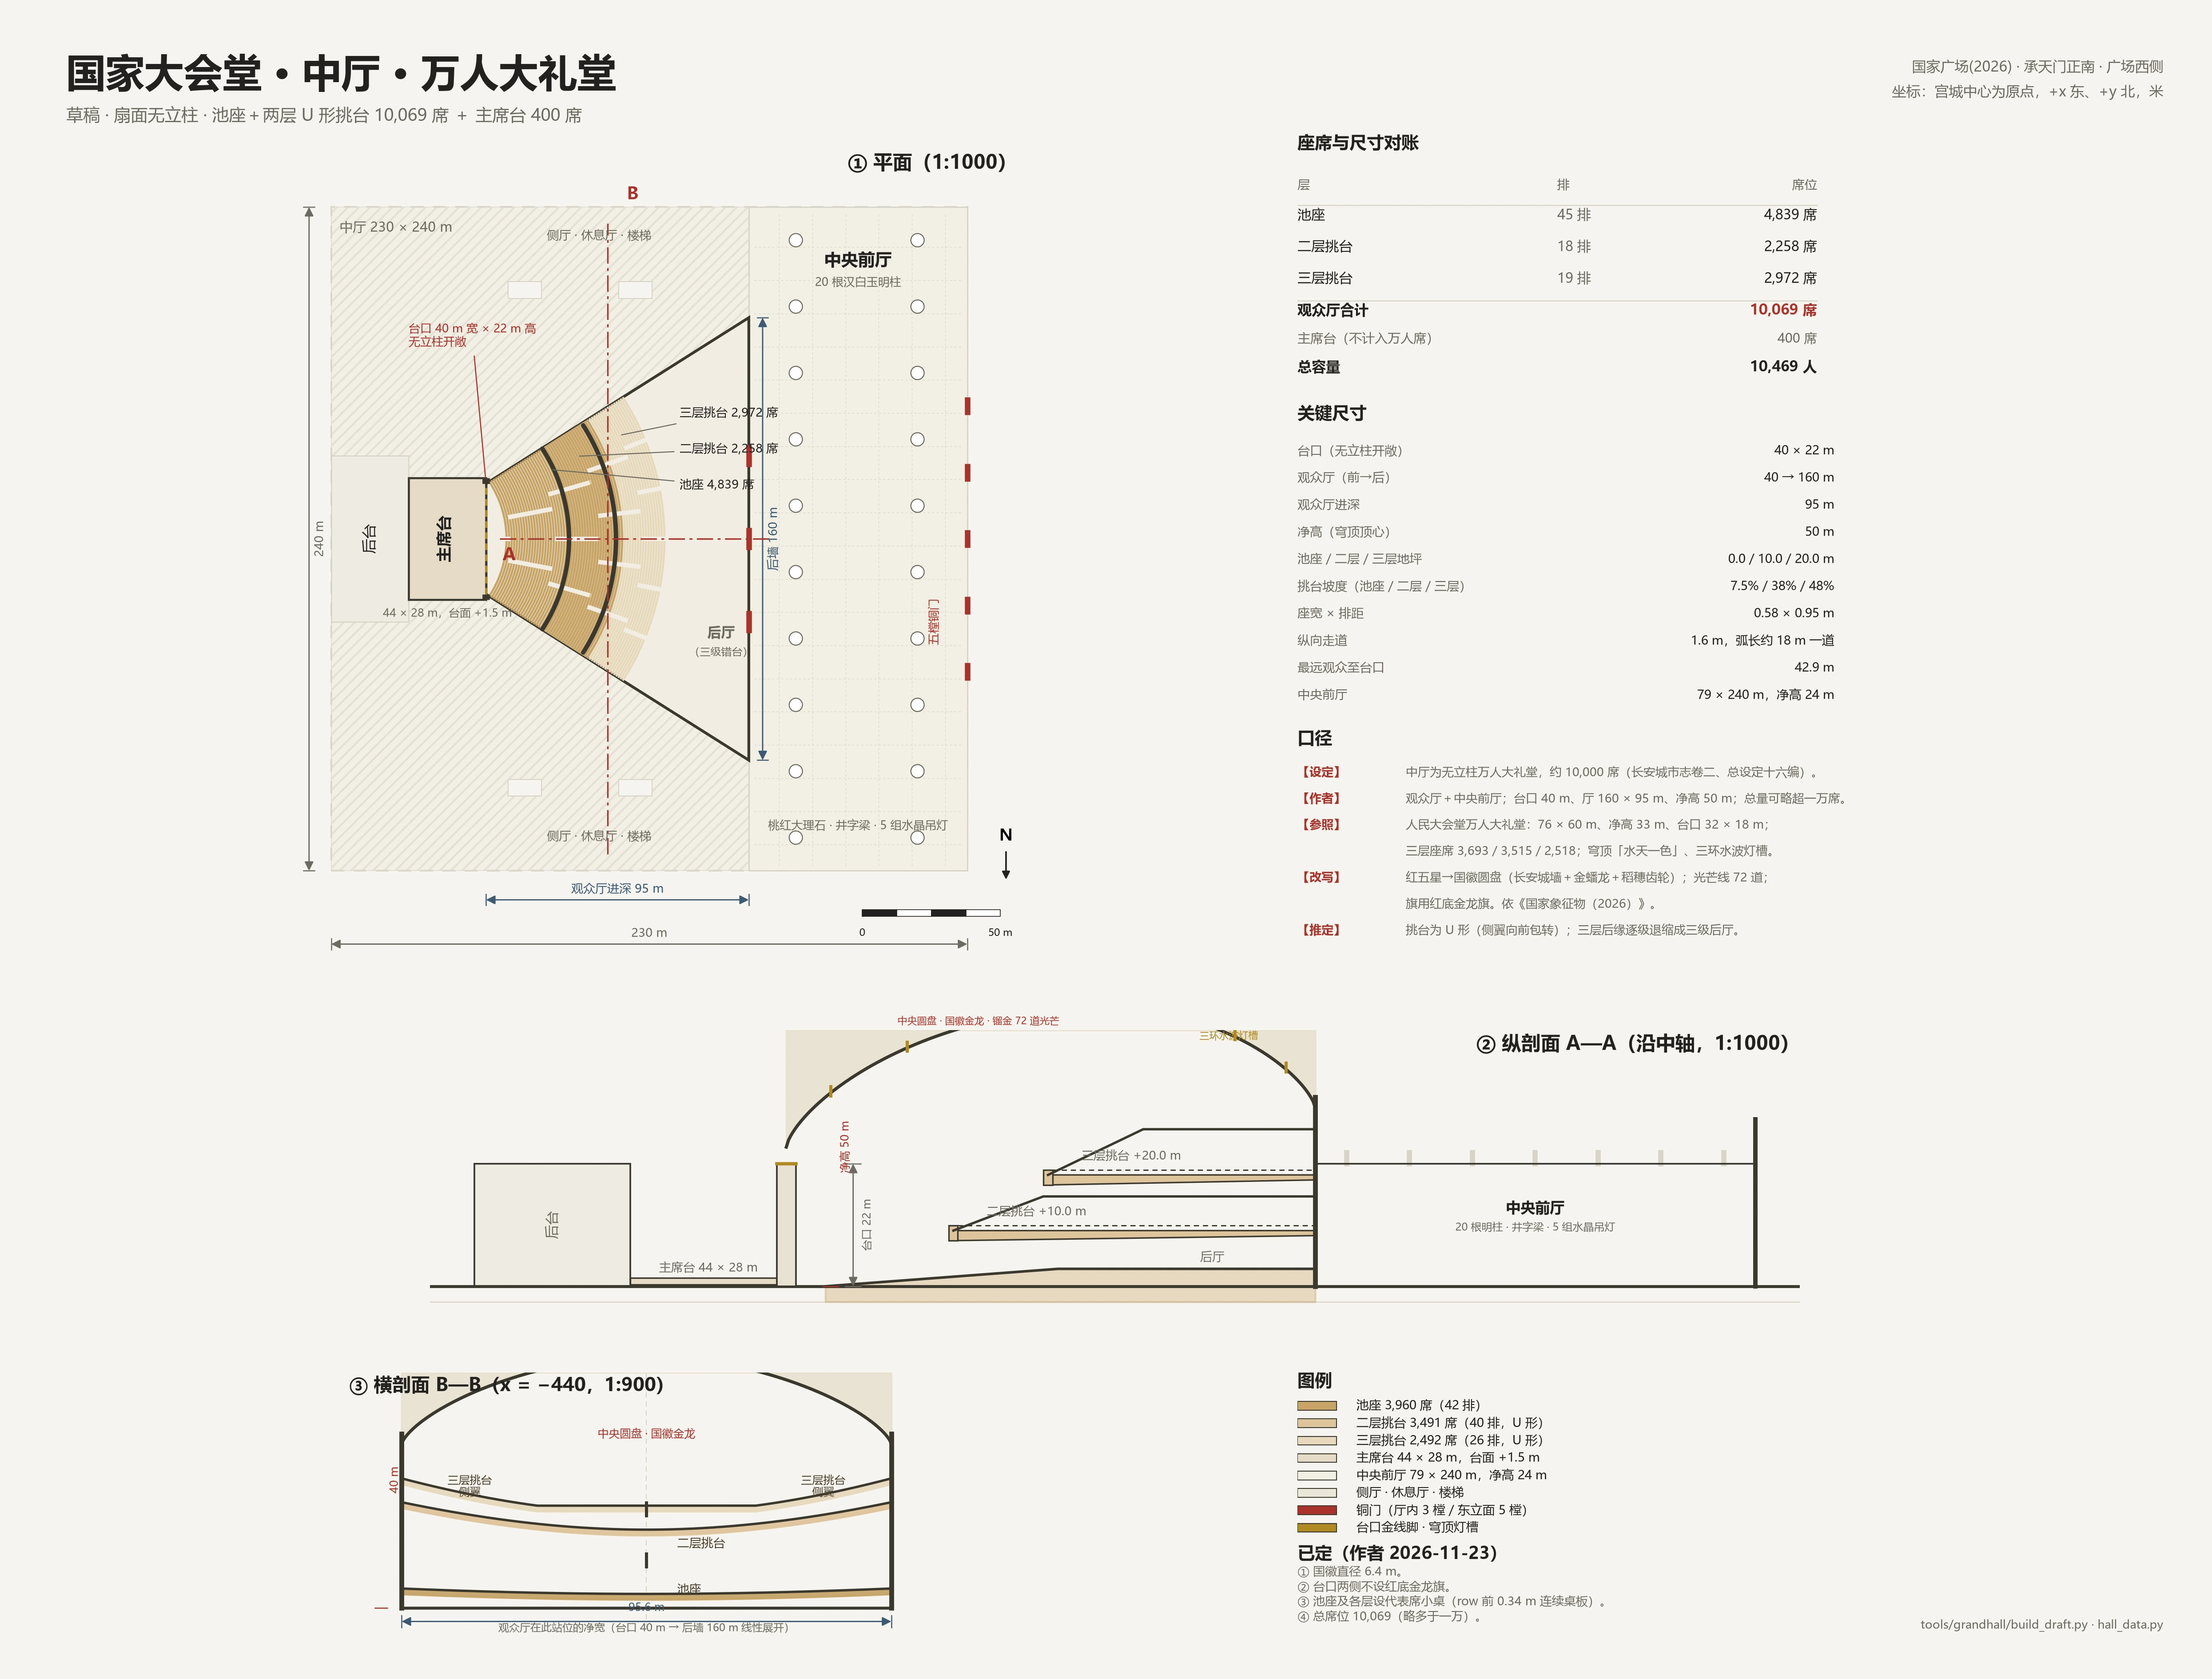 国家大会堂·中厅·万人大礼堂
草稿 · 扇面无立柱 · 池座 + 两层 U 形挑台 10,069 席 + 主席台 400 席
国家广场(2026) · 承天门正南 · 广场西侧
坐标：宫城中心为原点，+x 东、+y 北，米
① 平面（1:1000）
B
中厅 230 × 240 m
侧厅 · 休息厅 · 楼梯
中央前厅
20 根汉白玉明柱
台口 40 m 宽 × 22 m 高
无立柱开敞
三层挑台 2,972 席
二层挑台 2,258 席
池座 4,839 席
240 m
后台
主席台
A
后墙 160 m
44 × 28 m，台面 +1.5 m
后厅
（三级错台）
五樘铜门
侧厅 · 休息厅 · 楼梯
桃红大理石 · 井字梁 · 5 组水晶吊灯
N
观众厅进深 95 m
0
50 m
230 m
座席与尺寸对账
层 排 席位
池座 45 排 4,839 席
二层挑台 18 排 2,258 席
三层挑台 19 排 2,972 席
观众厅合计 10,069 席
主席台（不计入万人席） 400 席
总容量 10,469 人
关键尺寸
台口（无立柱开敞） 40 × 22 m
观众厅（前→后） 40 → 160 m
观众厅进深 95 m
净高（穹顶顶心） 50 m
池座 / 二层 / 三层地坪 0.0 / 10.0 / 20.0 m
挑台坡度（池座 / 二层 / 三层） 7.5% / 38% / 48%
座宽 × 排距 0.58 × 0.95 m
纵向走道 1.6 m，弧长约 18 m 一道
最远观众至台口 42.9 m
中央前厅 79 × 240 m，净高 24 m
口径
【设定】 中厅为无立柱万人大礼堂，约 10,000 席（长安城市志卷二、总设定十六编）。
【作者】 观众厅 + 中央前厅；台口 40 m、厅 160 × 95 m、净高 50 m；总量可略超一万席。
【参照】 人民大会堂万人大礼堂：76 × 60 m、净高 33 m、台口 32 × 18 m；
三层座席 3,693 / 3,515 / 2,518；穹顶「水天一色」、三环水波灯槽。
【改写】 红五星→国徽圆盘（长安城墙 + 金蟠龙 + 稻穗齿轮）；光芒线 72 道；
旗用红底金龙旗。依《国家象征物（2026）》。
【推定】 挑台为 U 形（侧翼向前包转）；三层后缘逐级退缩成三级后厅。
中央圆盘 · 国徽金龙 · 镏金 72 道光芒
三环水波灯槽
② 纵剖面 A—A（沿中轴，1:1000）
净高 50 m
三层挑台 +20.0 m
二层挑台 +10.0 m
台口 22 m
后台
主席台 44 × 28 m
后厅
中央前厅
20 根明柱 · 井字梁 · 5 组水晶吊灯
③ 横剖面 B—B（x = −440，1:900）
中央圆盘 · 国徽金龙
40 m
三层挑台
侧翼
三层挑台
侧翼
二层挑台
池座
95.6 m
观众厅在此站位的净宽（台口 40 m → 后墙 160 m 线性展开）
图例
池座 3,960 席（42 排）
二层挑台 3,491 席（40 排，U 形）
三层挑台 2,492 席（26 排，U 形）
主席台 44 × 28 m，台面 +1.5 m
中央前厅 79 × 240 m，净高 24 m
侧厅 · 休息厅 · 楼梯
铜门（厅内 3 樘 / 东立面 5 樘）
台口金线脚 · 穹顶灯槽
已定（作者 2026-11-23）
① 国徽直径 6.4 m。
② 台口两侧不设红底金龙旗。
③ 池座及各层设代表席小桌（row 前 0.34 m 连续桌板）。
④ 总席位 10,069（略多于一万）。
tools/grandhall/build_draft.py · hall_data.py